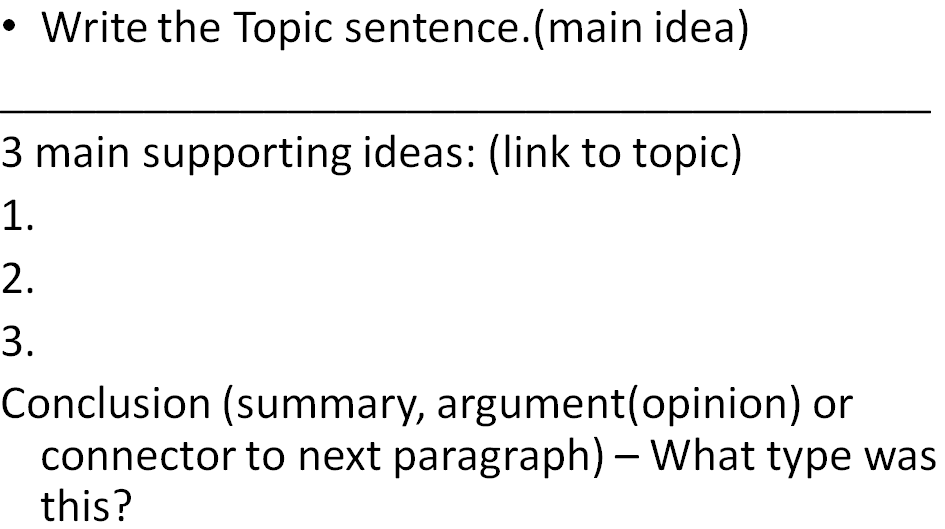 • Write the Topic sentence.(main idea)
3 main supporting ideas: (link to topic)
1.
2.
3.
Conclusion (summary, argument(opinion) or
connector to next paragraph) – What type was
this?